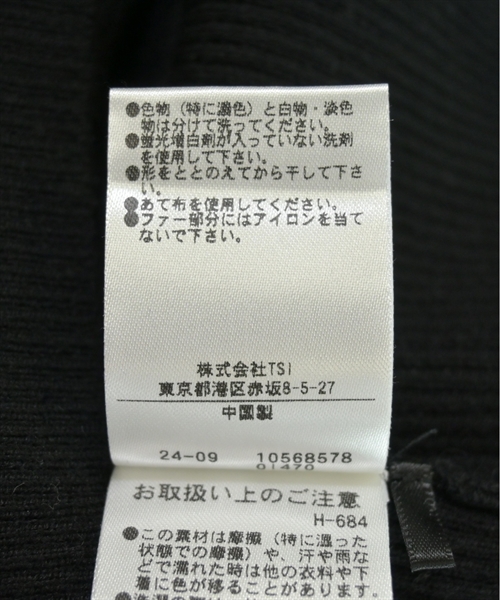 ●色物（特に濃色）と白物・淡色
物は分けて洗ってください。
●蛍光増白剤が入っていない洗剤
を使用して下さい。
●形をととのえてから干して下さ
い。
●あて布を使用してください。
●ファー部分にはアイロンを当て
ないで下さい。
株式会社TSI
東京都港区赤坂8-5-27
中国製
24-09 10568578
01470
お取扱い上のご注意
H-684
●この素材は摩擦（特に湿った
状態での摩擦）や、汗や雨な
どで濡れた時は他の衣料や下
着に色が移ることがあります。